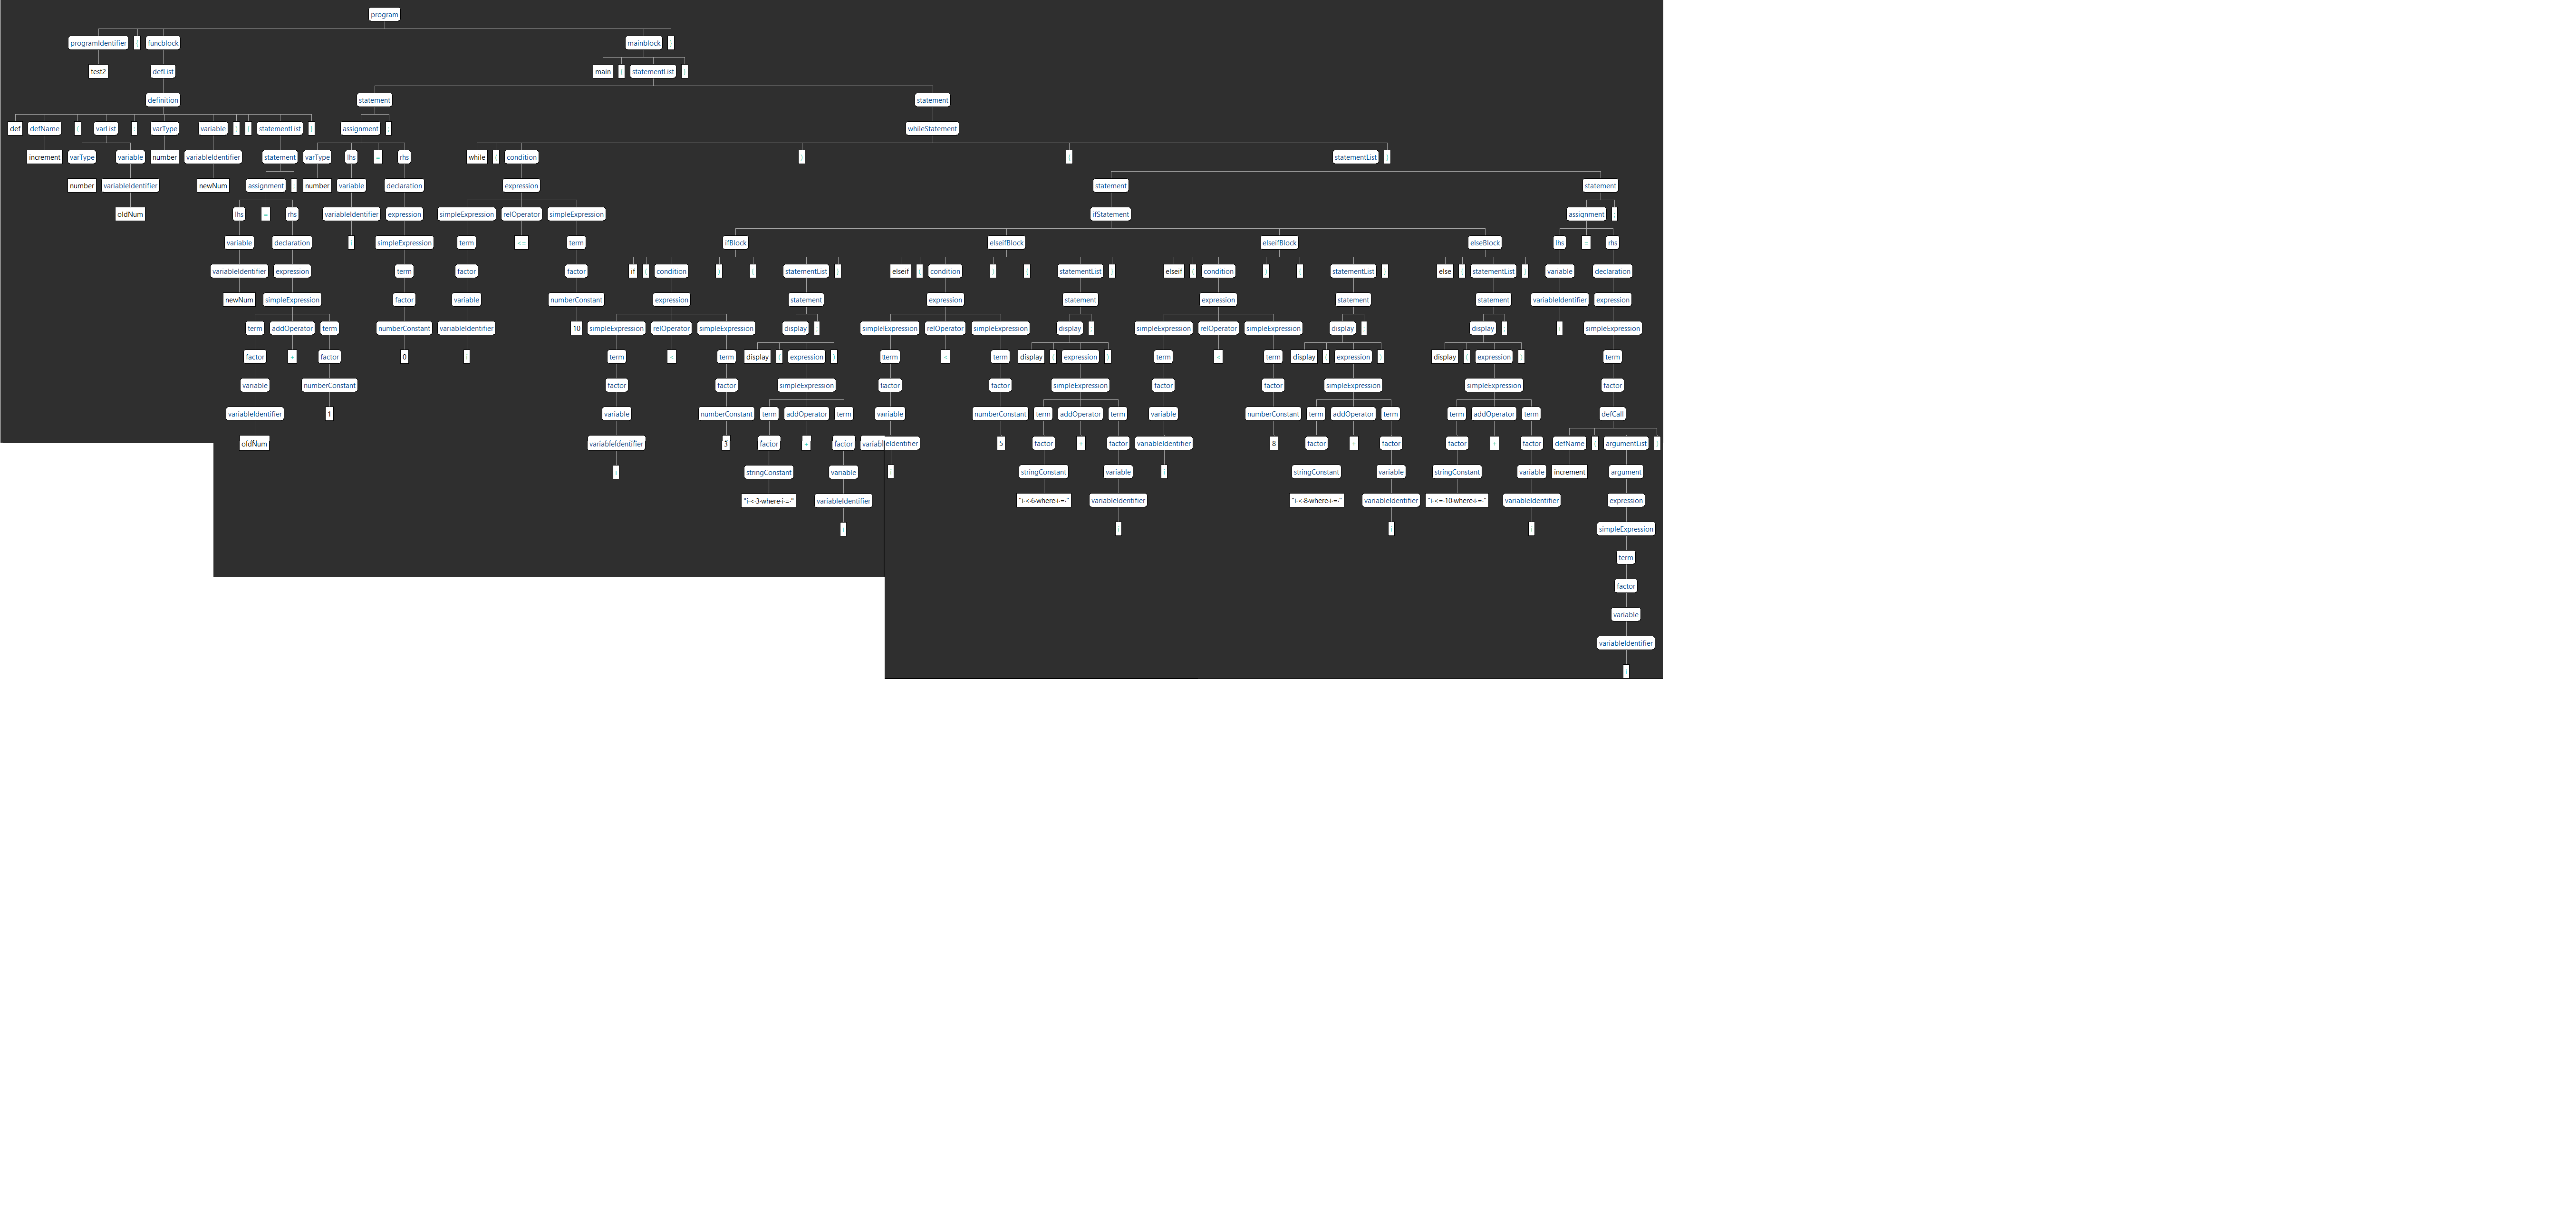 program
programIdentifier funcblock mainblock
test2 defList main statementList
definition statement statement
def defName varList varType variable statementList assignment whileStatement
increment varType variable number variableIdentifier statement varType lhs = rhs while condition statementList
number variableIdentifier newNum assignment number variable declaration expression statement statement
oldNum lhs = rhs variableIdentifier expression simpleExpression relOperator simpleExpression ifStatement assignment
variable declaration i simpleExpression term <= term ifBlock elseifBlock elseifBlock elseBlock lhs = rhs
variableIdentifier expression term factor factor if ( condition statementList elseif ( condition statementList elseif ( condition statementList else statementList variable declaration
newNum simpleExpression factor variable numberConstant expression statement expression statement expression statement statement variableIdentifier expression
term addOperator term numberConstant variableIdentifier 10 simpleExpression relOperator simpleExpression display simpleExpression relOperator simpleExpression display simpleExpression relOperator simpleExpression display display simpleExpression
factor + factor 0 term < term display ( expression ) term < term display ( expression ) term < term display ( expression ) display ( expression ) term
variable numberConstant factor factor simpleExpression factor factor simpleExpression factor factor simpleExpression simpleExpression factor
variableIdentifier 1 variable numberConstant term addOperator term variable numberConstant term addOperator term variable numberConstant term addOperator term term addOperator term defCall
oldNum variableIdentifier 3 factor + factor variableIdentifier 5 factor + factor variableIdentifier 8 factor + factor factor + factor defName ( argumentList )
i stringConstant variable i stringConstant variable i stringConstant variable stringConstant variable increment argument
"i·<·3·where·i·=·" variableIdentifier "i·<·6·where·i·=·" variableIdentifier "i·<·8·where·i·=·" variableIdentifier "i·<=·10·where·i·=·" variableIdentifier expression
i i i i simpleExpression
term
factor
variable
variableIdentifier
i